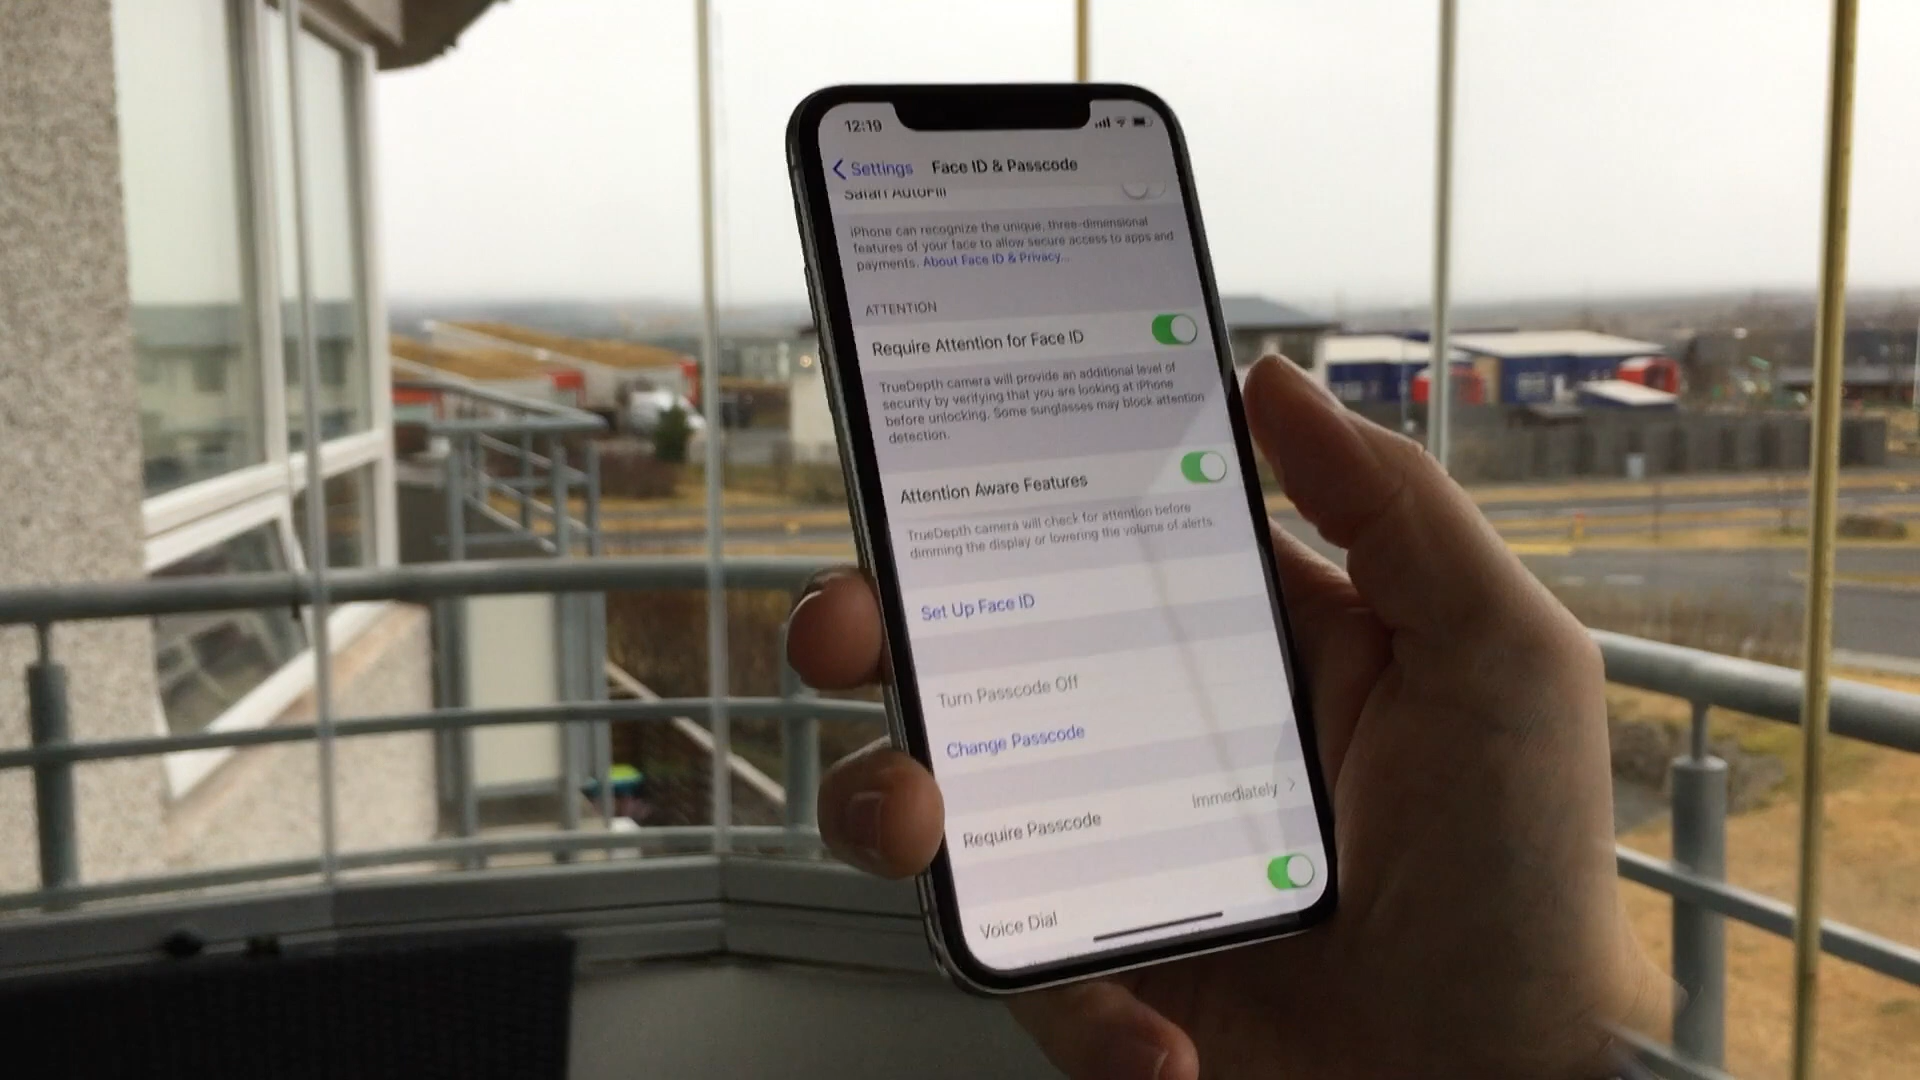 12:19
Settings
Face ID & Passcode
Safari AutoFill
iPhone can recognize the unique, three-dimensional
features of your face to allow secure access to apps and
payments. About Face ID & Privacy...
ATTENTION
Require Attention for Face ID
TrueDepth camera will provide an additional level of
security by verifying that you are looking at iPhone
before unlocking. Some sunglasses may block attention
detection.
Attention Aware Features
TrueDepth camera will check for attention before
dimming the display or lowering the volume of alerts.
Set Up Face ID
Turn Passcode Off
Change Passcode
Require Passcode
Immediately
Voice Dial